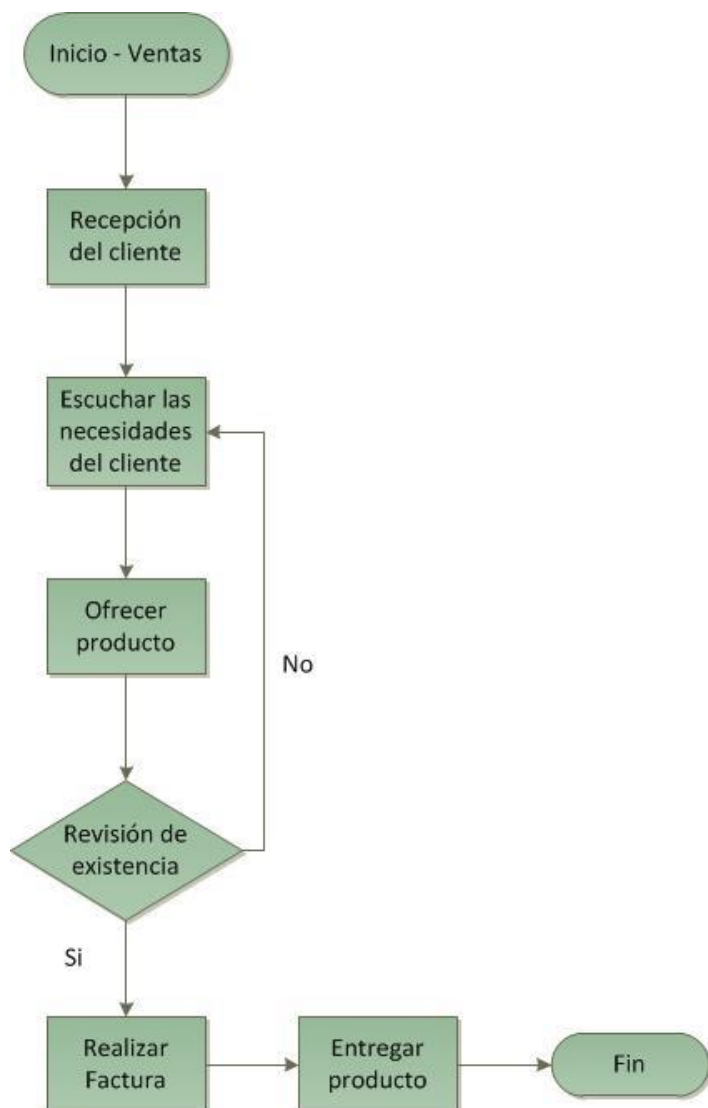 Inicio - Ventas
Recepción
del cliente
Escuchar las
necesidades
del cliente
Ofrecer
producto
No
Revisión de
existencia
Si
Realizar
Factura
Entregar
producto
Fin